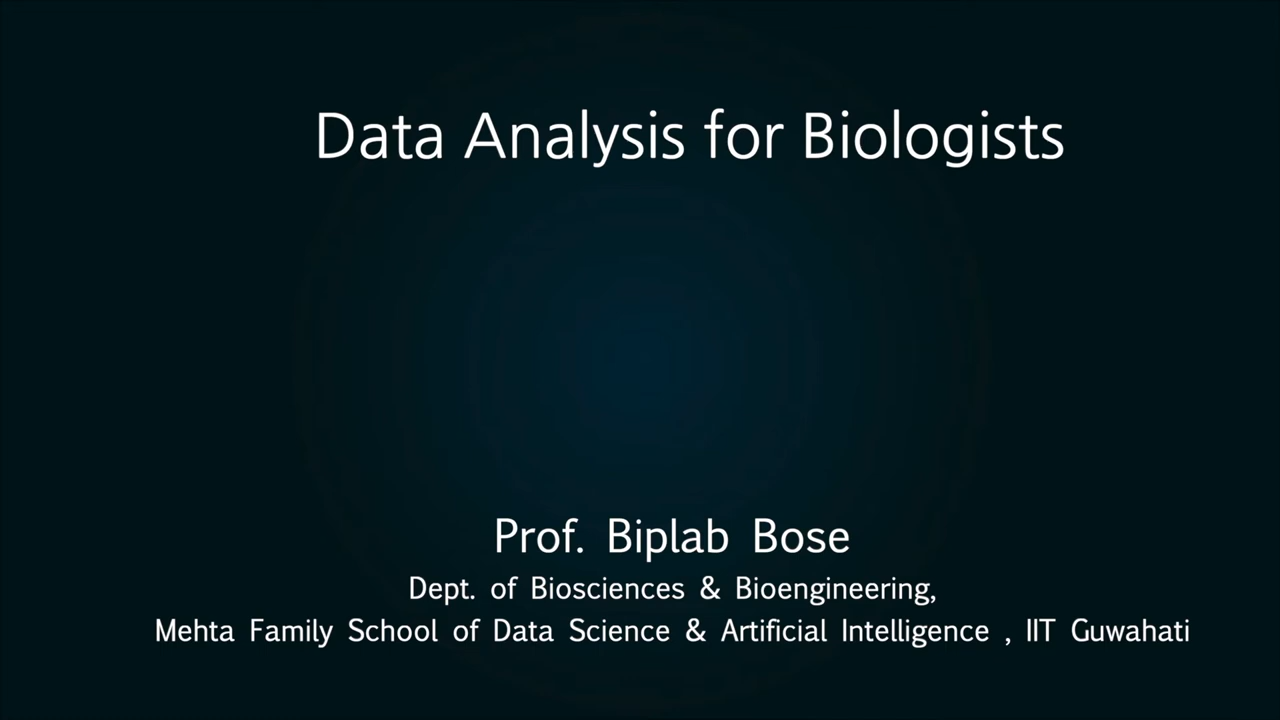 Data Analysis for Biologists
Prof. Biplab Bose
Dept. of Biosciences & Bioengineering,
Mehta Family School of Data Science & Artificial Intelligence , IIT Guwahati